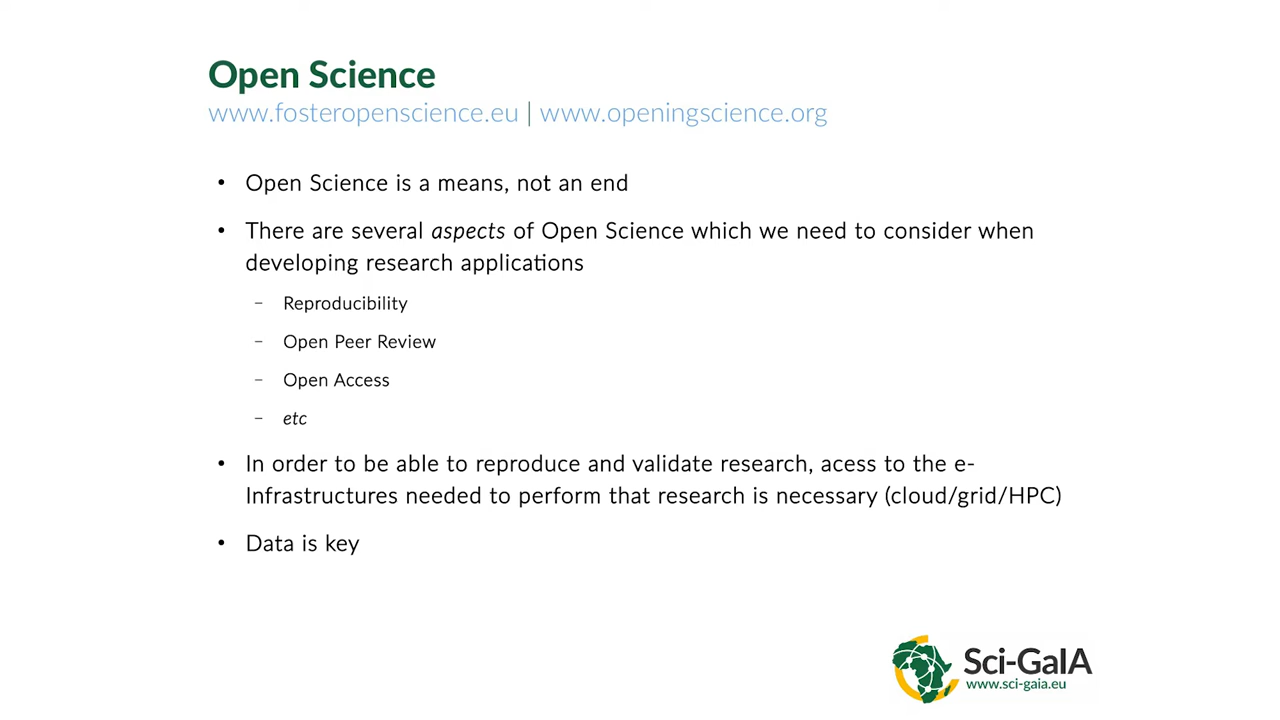 Open Science
www.fosteropenscience.eu | www.openingscience.org
• Open Science is a means, not an end
• There are several aspects of Open Science which we need to consider when
developing research applications
– Reproducibility
– Open Peer Review
– Open Access
– etc
• In order to be able to reproduce and validate research, acess to the e-
Infrastructures needed to perform that research is necessary (cloud/grid/HPC)
• Data is key
Sci-GaIA
www.sci-gaia.eu